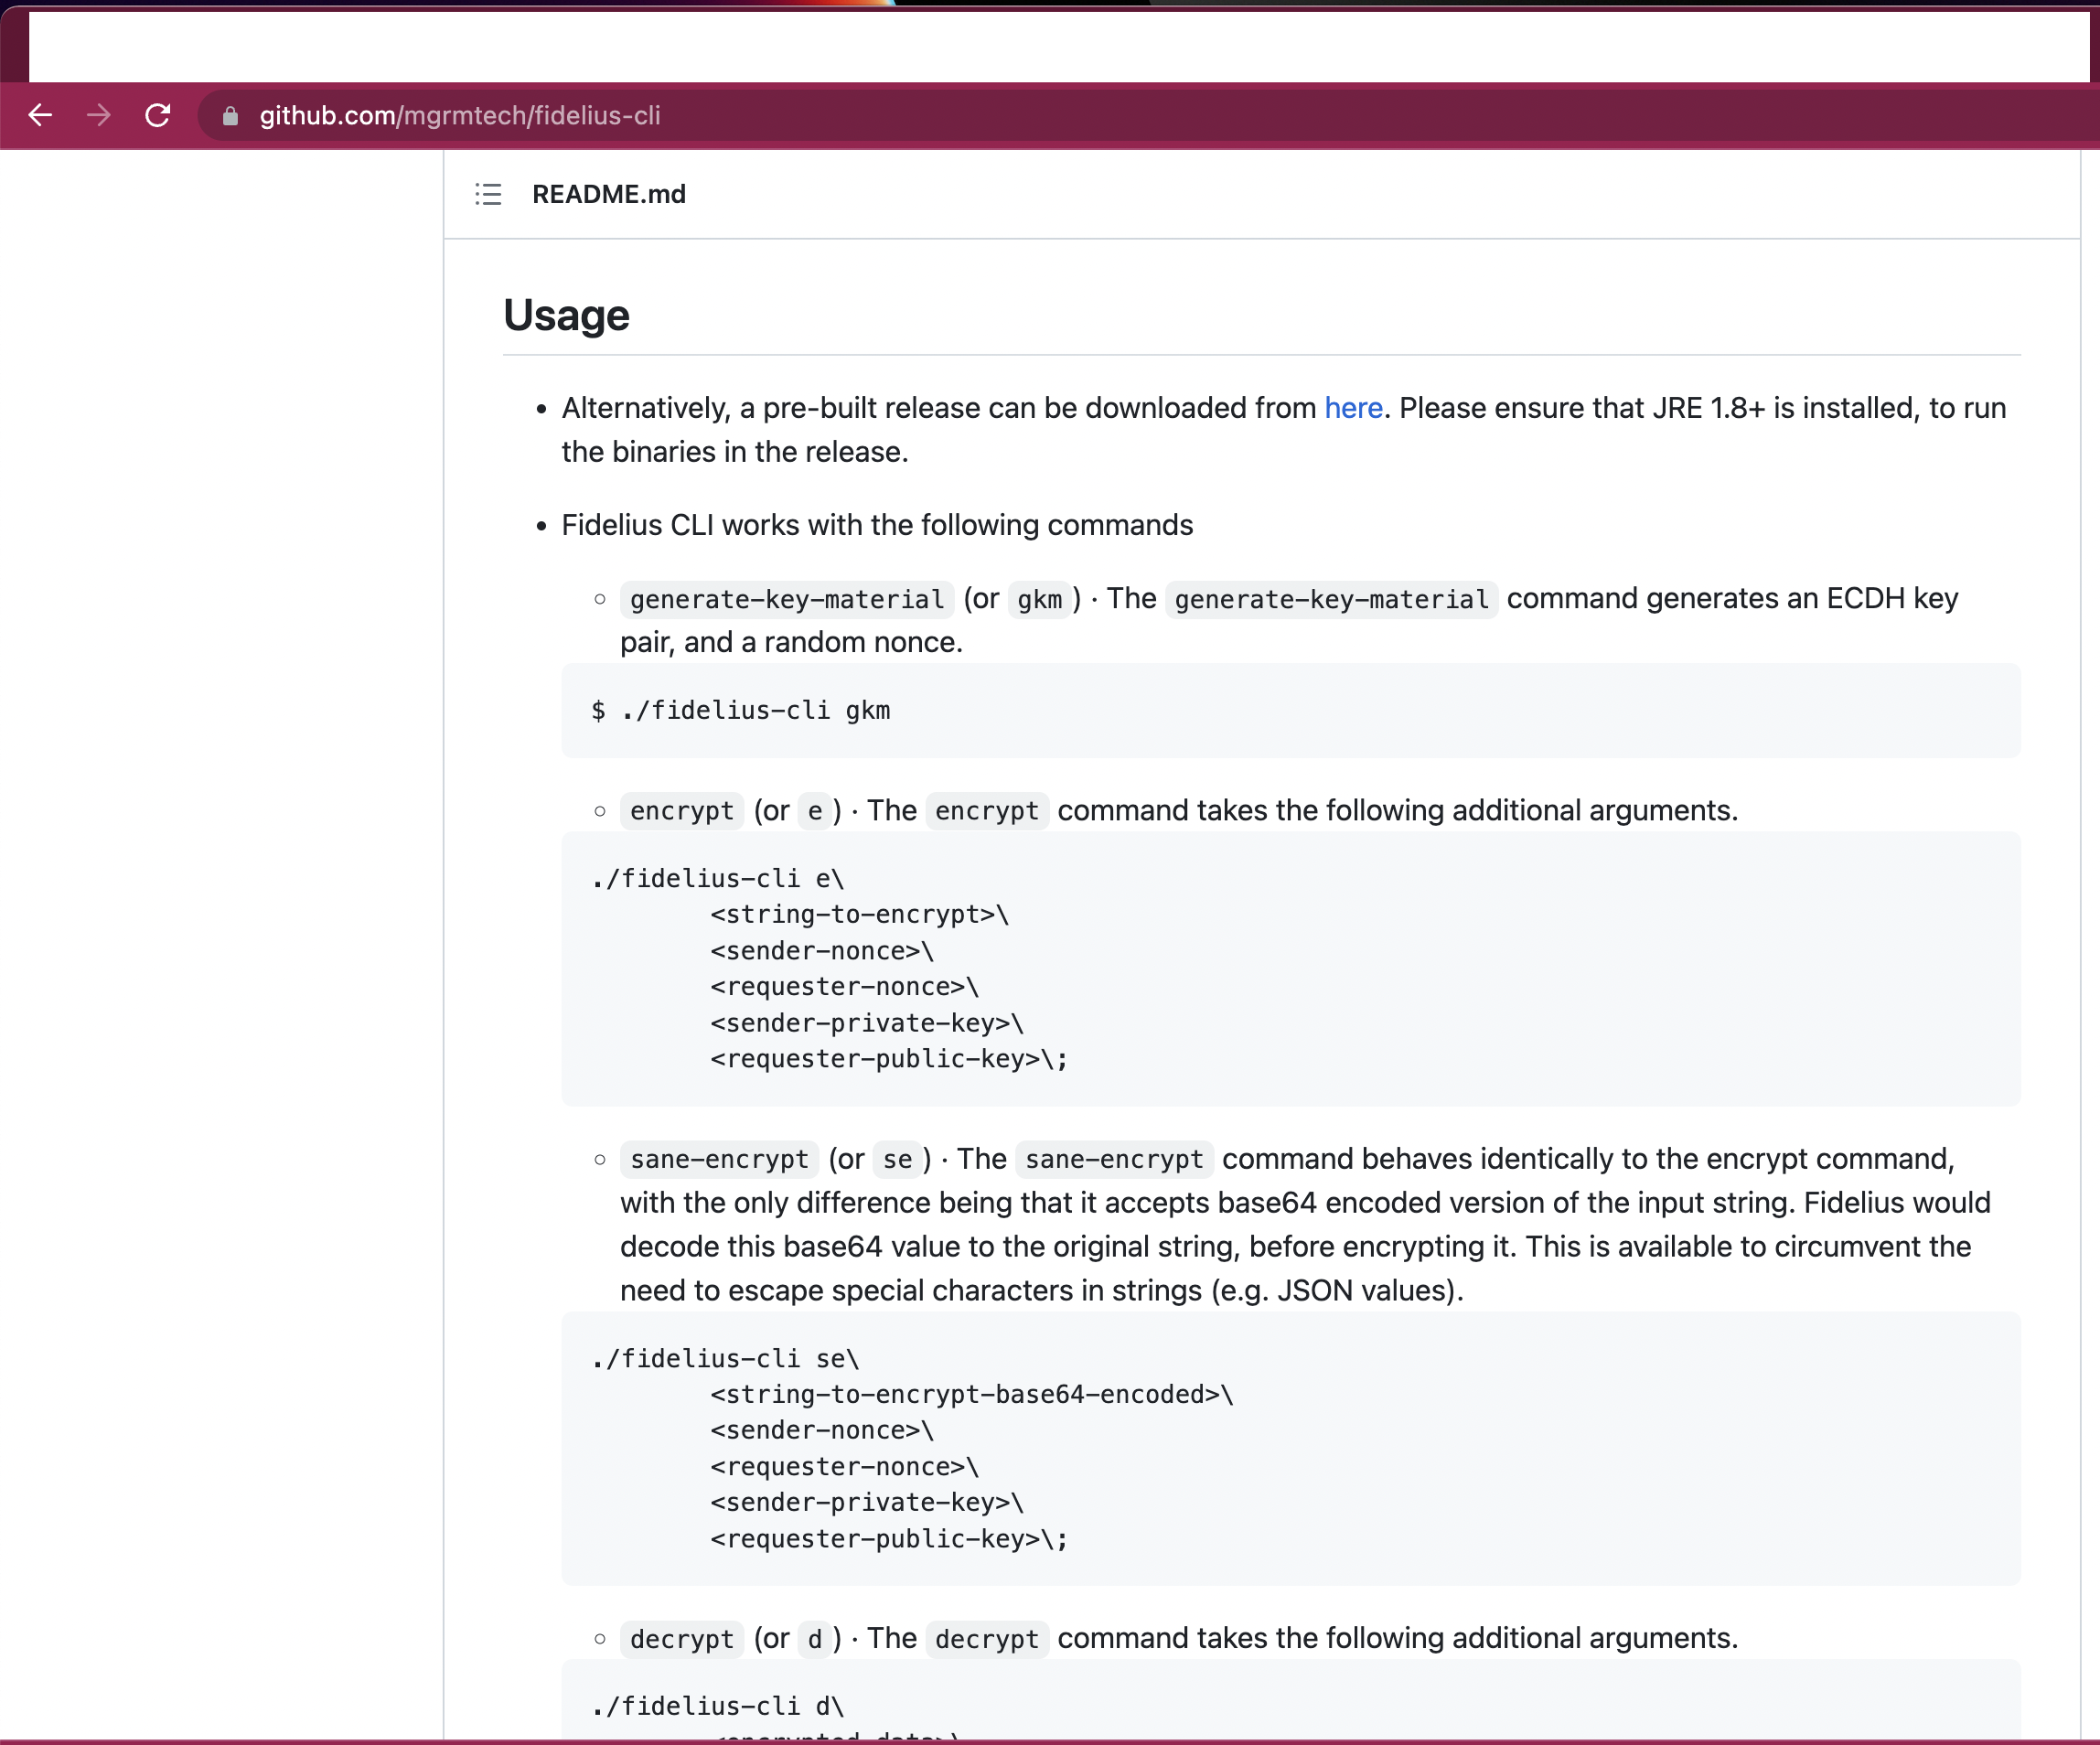 github.com/mgrmtech/fidelius-cli
README.md
Usage
• Alternatively, a pre-built release can be downloaded from here. Please ensure that JRE 1.8+ is installed, to run
the binaries in the release.
• Fidelius CLI works with the following commands
○ generate-key-material (or gkm) · The generate-key-material command generates an ECDH key
pair, and a random nonce.
$ ./fidelius-cli gkm
○ encrypt (or e) · The encrypt command takes the following additional arguments.
./fidelius-cli e\
<string-to-encrypt>\
<sender-nonce>\
<requester-nonce>\
<sender-private-key>\
<requester-public-key>\;
○ sane-encrypt (or se) · The sane-encrypt command behaves identically to the encrypt command,
with the only difference being that it accepts base64 encoded version of the input string. Fidelius would
decode this base64 value to the original string, before encrypting it. This is available to circumvent the
need to escape special characters in strings (e.g. JSON values).
./fidelius-cli se\
<string-to-encrypt-base64-encoded>\
<sender-nonce>\
<requester-nonce>\
<sender-private-key>\
<requester-public-key>\;
○ decrypt (or d) · The decrypt command takes the following additional arguments.
./fidelius-cli d\
<encrypted-data>\